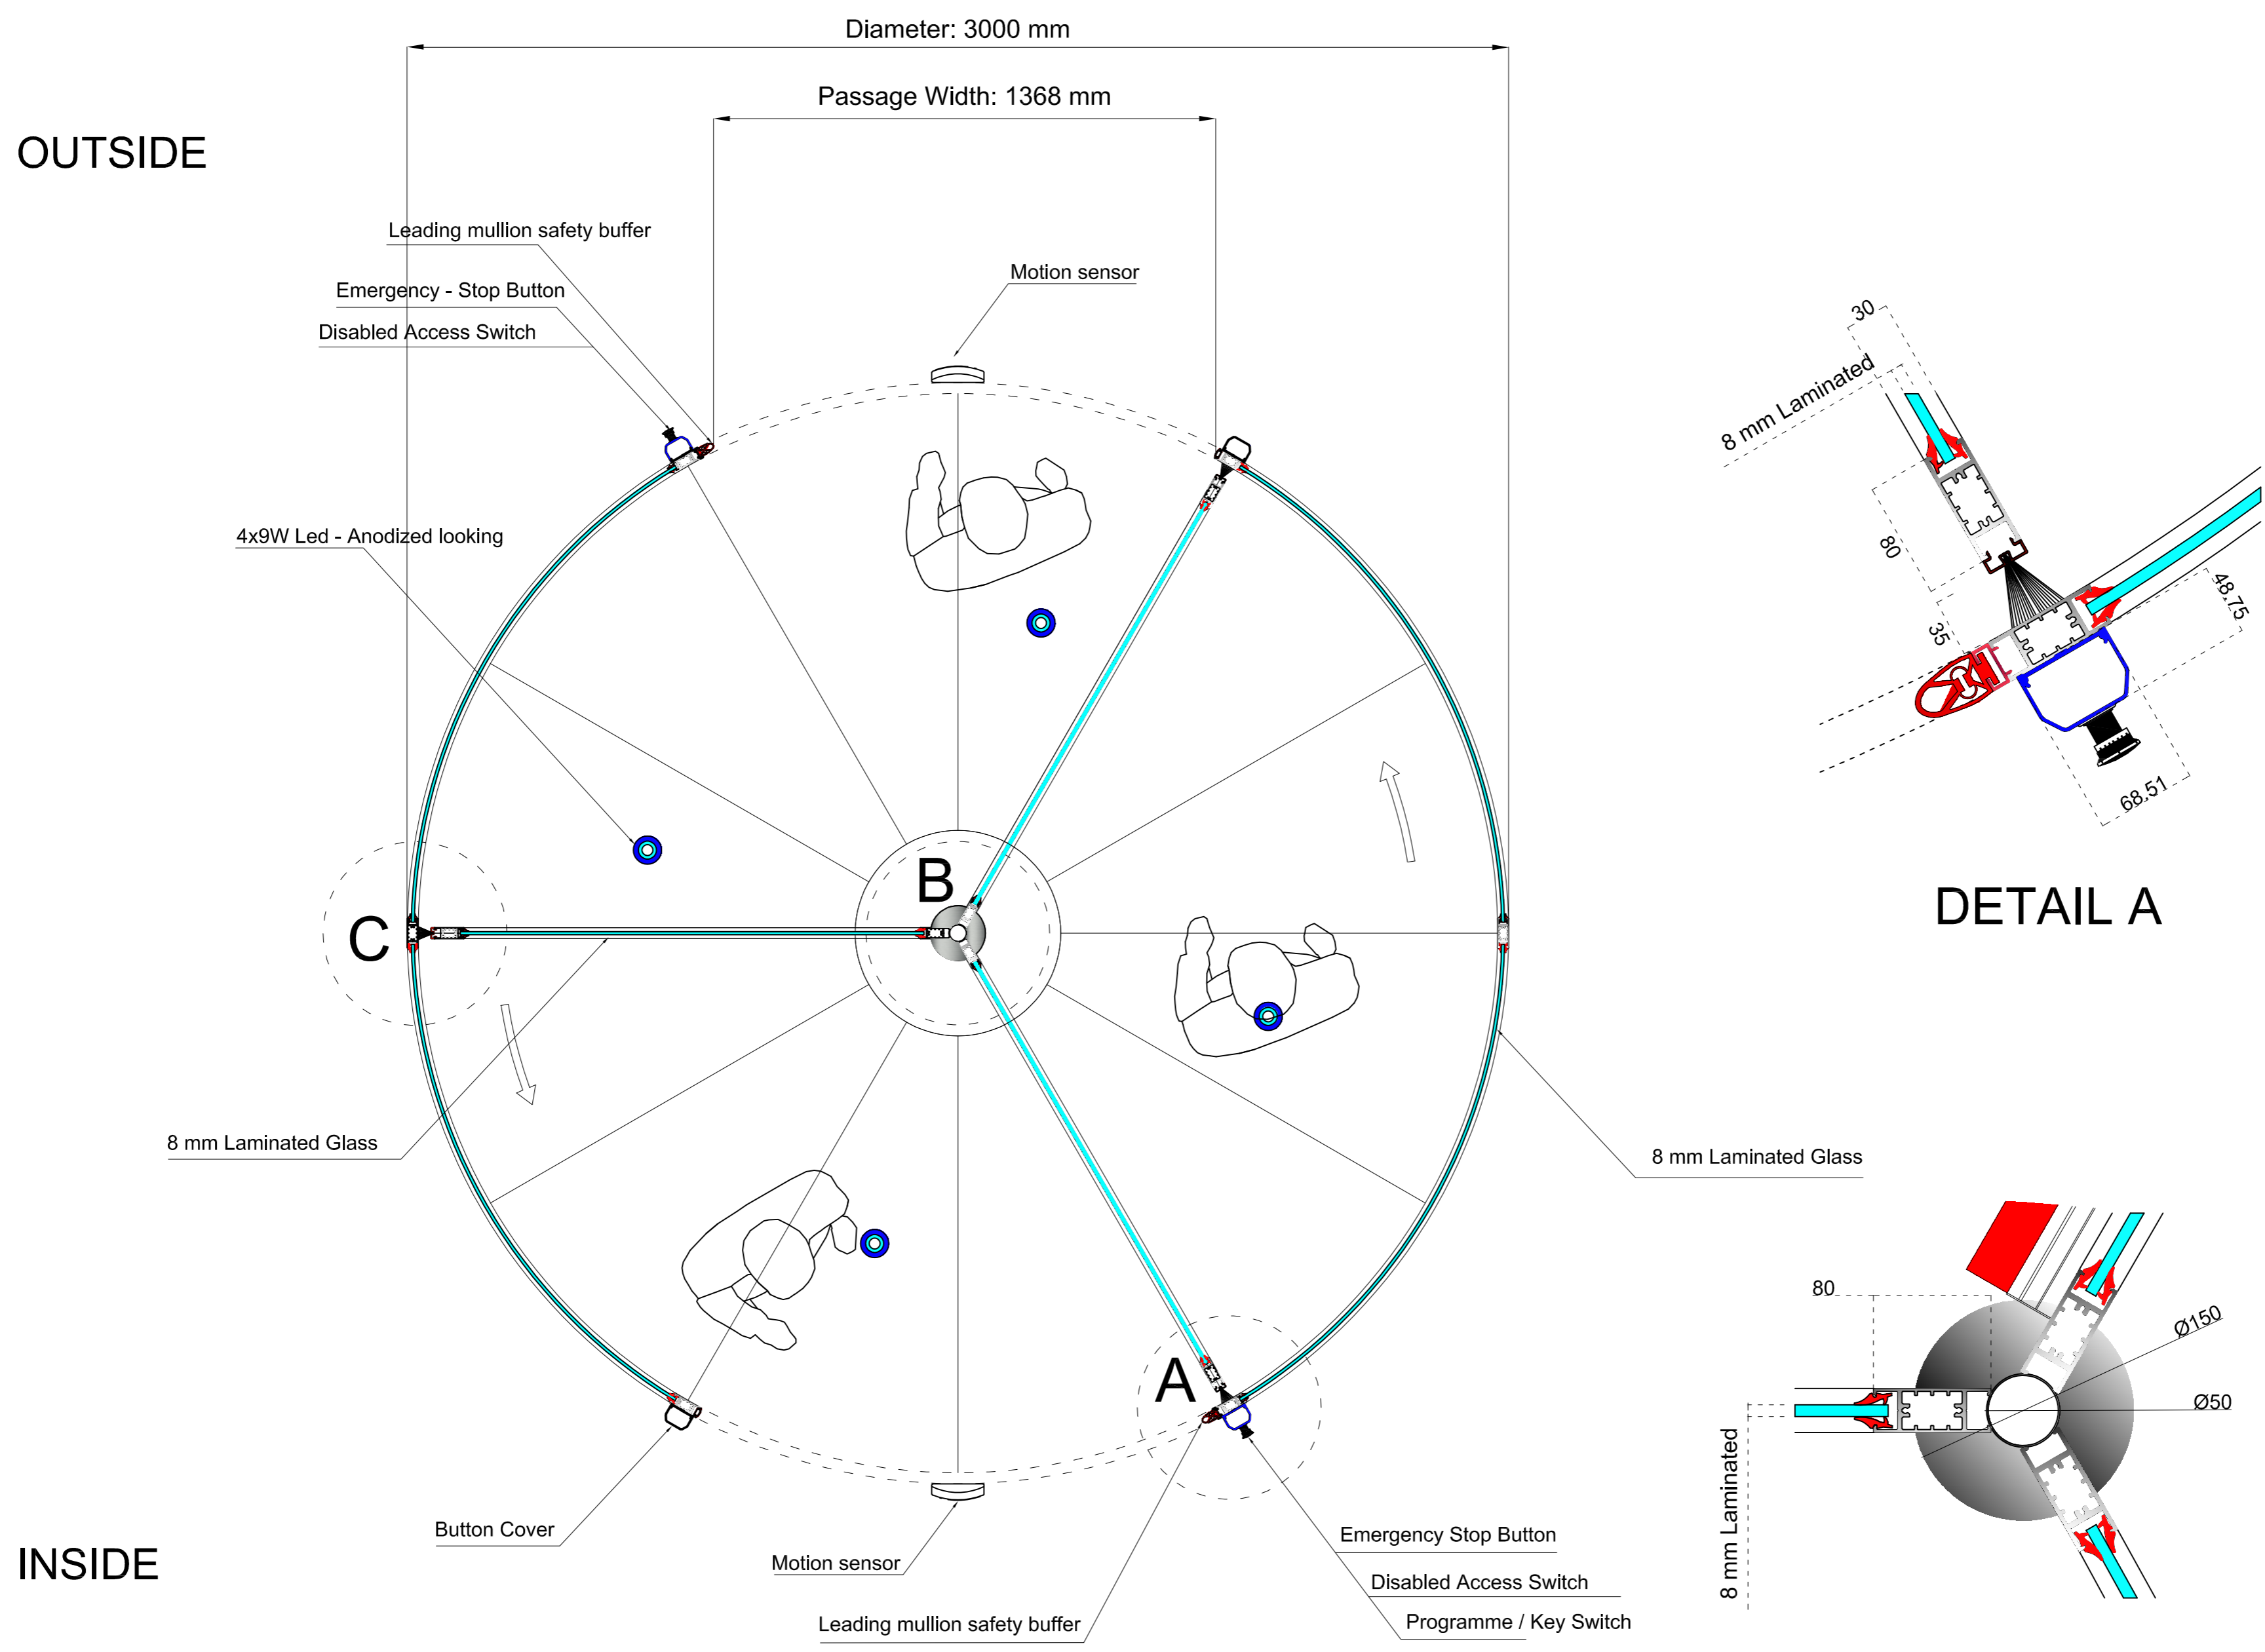 Diameter: 3000 mm
Passage Width: 1368 mm
OUTSIDE
Leading mullion safety buffer
Emergency - Stop Button
Disabled Access Switch
Motion sensor
4x9W Led - Anodized looking
30
8 mm Laminated
80
35
48,75
68,51
DETAIL A
B
C
8 mm Laminated Glass
8 mm Laminated Glass
A
80
Ø150
Ø50
8 mm Laminated
Button Cover
Motion sensor
Leading mullion safety buffer
Emergency Stop Button
Disabled Access Switch
Programme / Key Switch
INSIDE